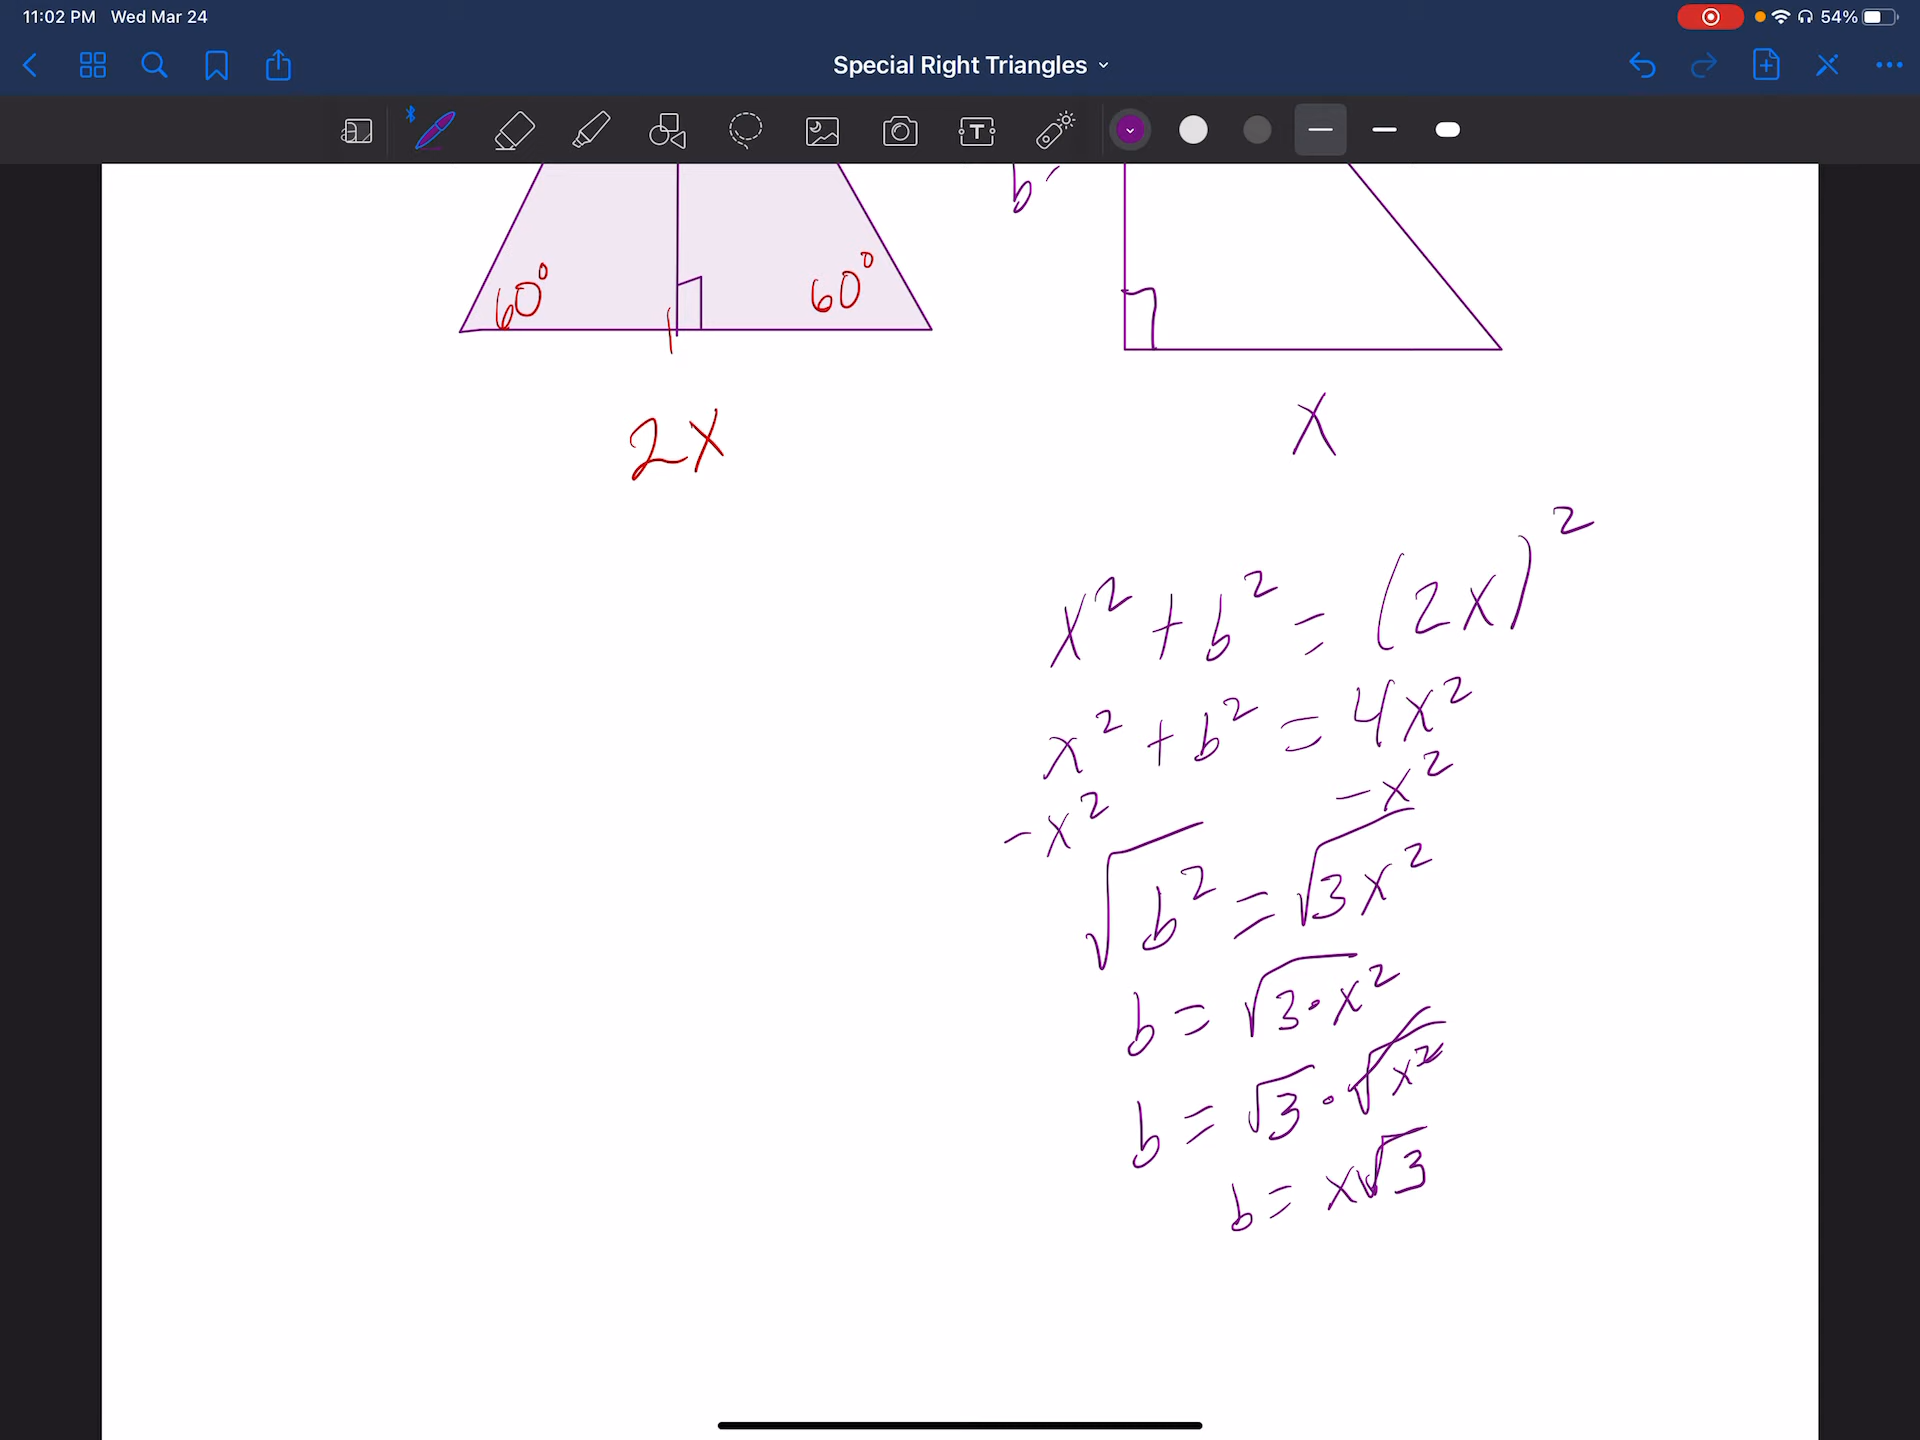 11:02 PM Wed Mar 24
54%
Special Right Triangles
b
60°
60°
2x
x
x² + b² = (2x)²
x² + b² = 4x²
-x² -x²
√b² = √3x²
b = √3·x²
b = √3 · √x²
b = x√3